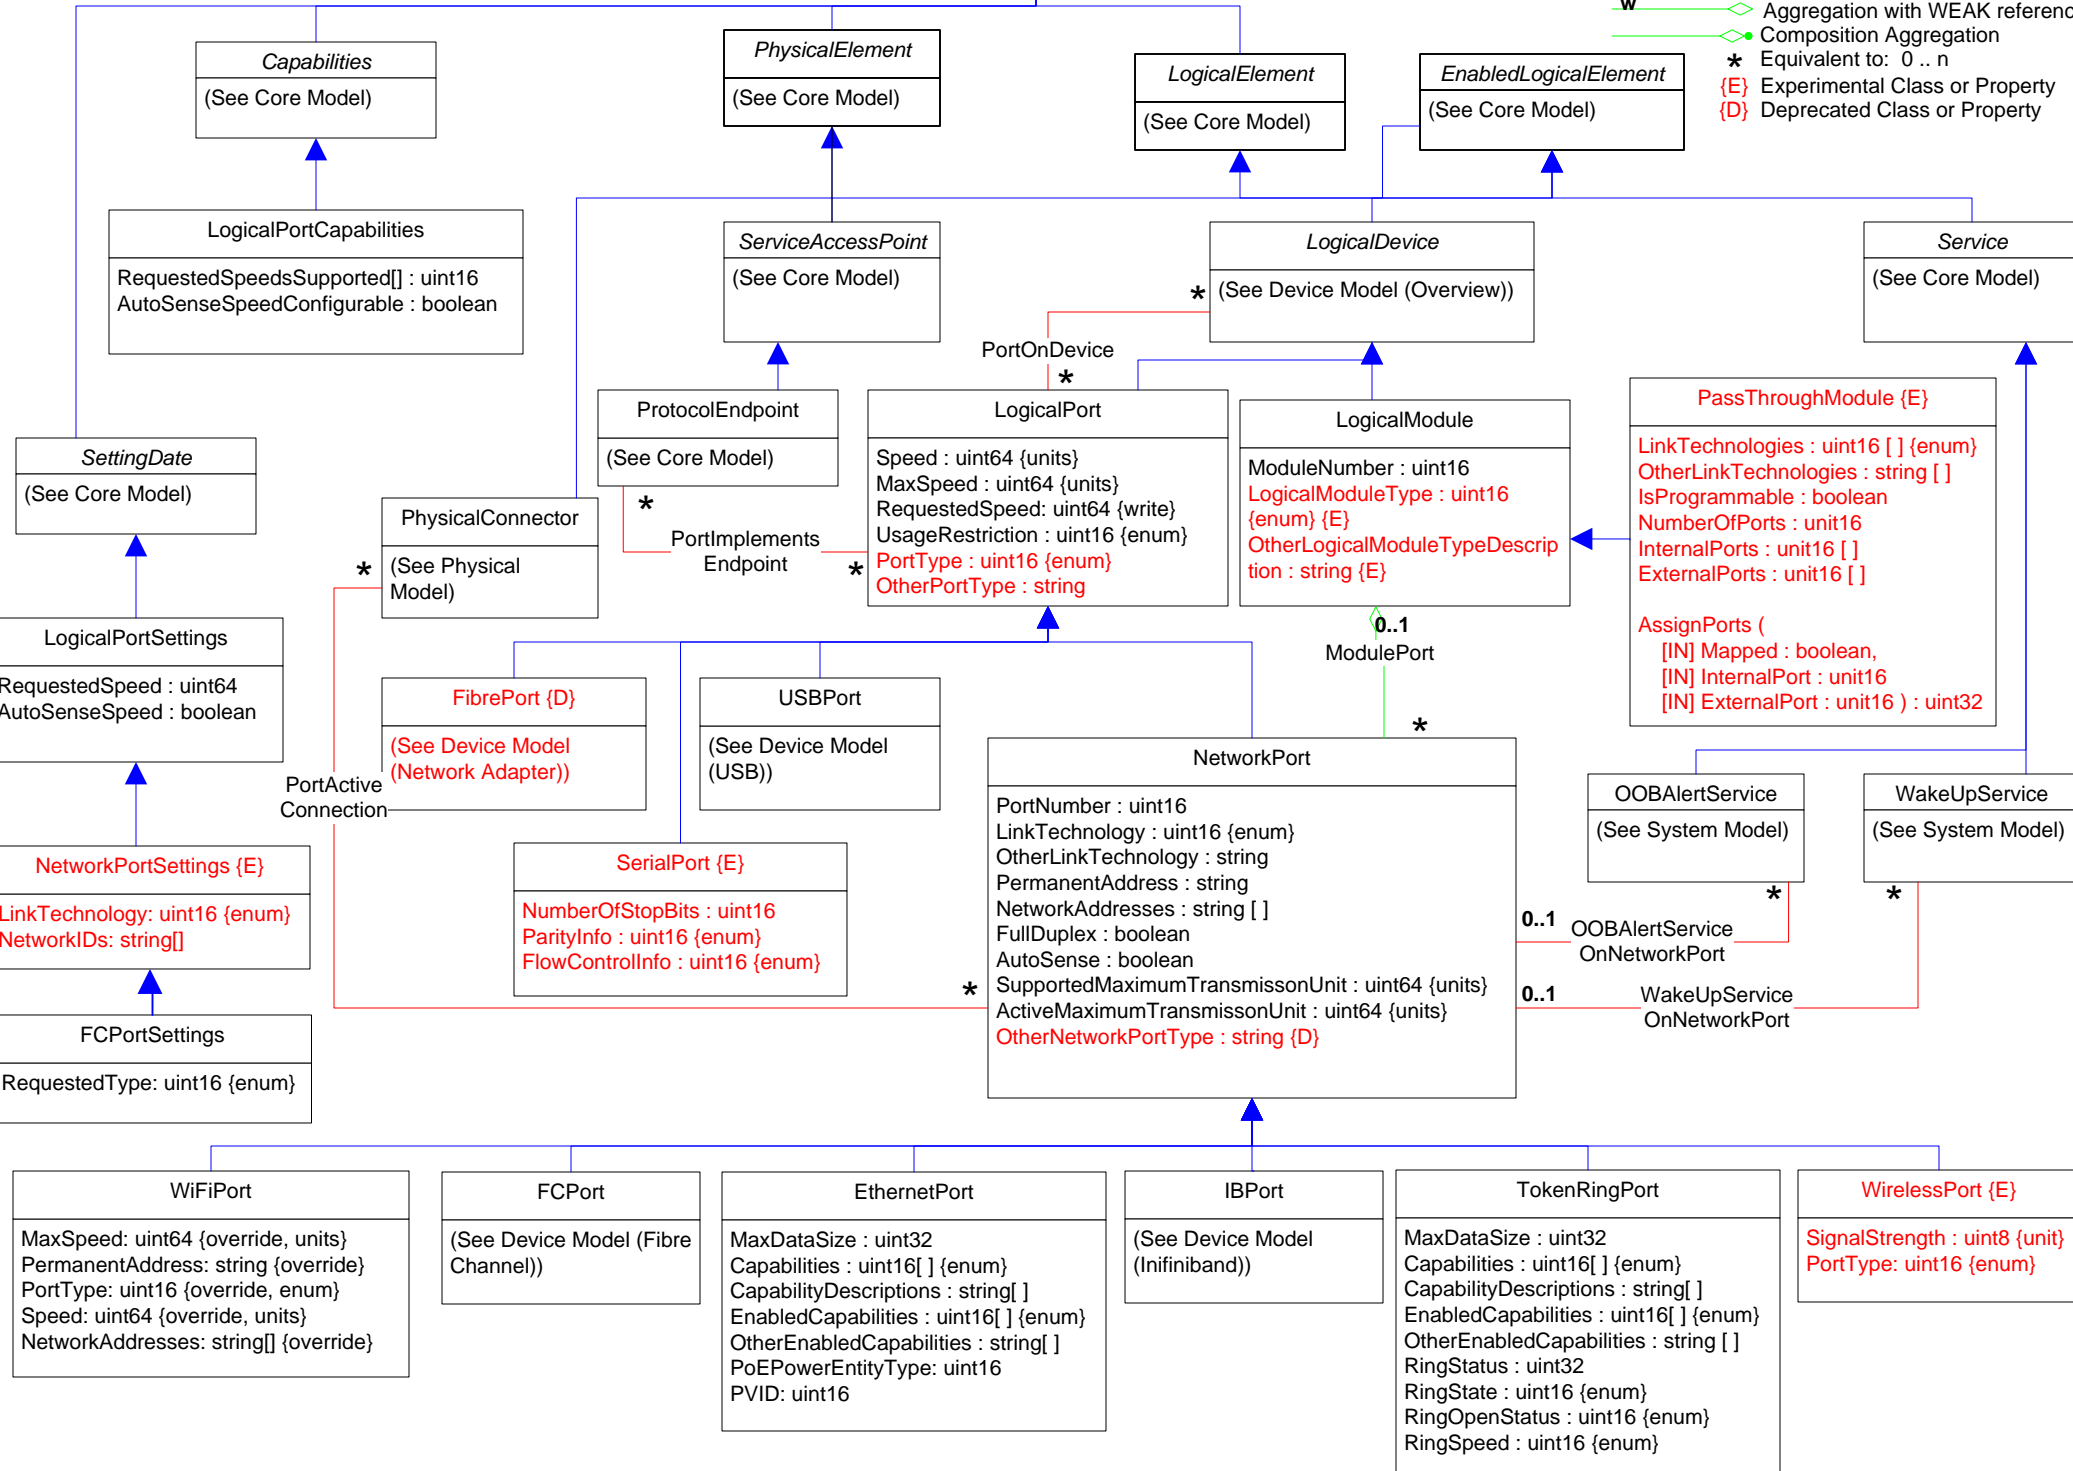 w
Aggregation with WEAK referenc
Composition Aggregation
* Equivalent to: 0 .. n
{E} Experimental Class or Property
{D} Deprecated Class or Property
Capabilities
(See Core Model)
PhysicalElement
(See Core Model)
LogicalElement
(See Core Model)
EnabledLogicalElement
(See Core Model)
LogicalPortCapabilities
RequestedSpeedsSupported[] : uint16
AutoSenseSpeedConfigurable : boolean
ServiceAccessPoint
(See Core Model)
LogicalDevice
(See Device Model (Overview))
Service
(See Core Model)
*
PortOnDevice
*
SettingDate
(See Core Model)
PhysicalConnector
(See Physical
Model)
*
ProtocolEndpoint
(See Core Model)
*
PortImplements
Endpoint
*
LogicalPort
Speed : uint64 {units}
MaxSpeed : uint64 {units}
RequestedSpeed: uint64 {write}
UsageRestriction : uint16 {enum}
PortType : uint16 {enum}
OtherPortType : string
LogicalModule
ModuleNumber : uint16
LogicalModuleType : uint16
{enum} {E}
OtherLogicalModuleTypeDescrip
tion : string {E}
PassThroughModule {E}
LinkTechnologies : uint16 [ ] {enum}
OtherLinkTechnologies : string [ ]
IsProgrammable : boolean
NumberOfPorts : unit16
InternalPorts : unit16 [ ]
ExternalPorts : unit16 [ ]
AssignPorts (
[IN] Mapped : boolean,
[IN] InternalPort : unit16
[IN] ExternalPort : unit16 ) : uint32
0..1
ModulePort
*
LogicalPortSettings
RequestedSpeed : uint64
AutoSenseSpeed : boolean
PortActive
Connection
FibrePort {D}
(See Device Model
(Network Adapter))
USBPort
(See Device Model
(USB))
NetworkPortSettings {E}
LinkTechnology: uint16 {enum}
NetworkIDs: string[]
SerialPort {E}
NumberOfStopBits : uint16
ParityInfo : uint16 {enum}
FlowControlInfo : uint16 {enum}
*
NetworkPort
PortNumber : uint16
LinkTechnology : uint16 {enum}
OtherLinkTechnology : string
PermanentAddress : string
NetworkAddresses : string [ ]
FullDuplex : boolean
AutoSense : boolean
SupportedMaximumTransmissonUnit : uint64 {units}
ActiveMaximumTransmissonUnit : uint64 {units}
OtherNetworkPortType : string {D}
OOBAlertService
(See System Model)
*
WakeUpService
(See System Model)
*
0..1
OOBAlertService
OnNetworkPort
0..1
WakeUpService
OnNetworkPort
FCPortSettings
RequestedType: uint16 {enum}
WiFiPort
MaxSpeed: uint64 {override, units}
PermanentAddress: string {override}
PortType: uint16 {override, enum}
Speed: uint64 {override, units}
NetworkAddresses: string[] {override}
FCPort
(See Device Model (Fibre
Channel))
EthernetPort
MaxDataSize : uint32
Capabilities : uint16[ ] {enum}
CapabilityDescriptions : string[ ]
EnabledCapabilities : uint16[ ] {enum}
OtherEnabledCapabilities : string[ ]
PoEPowerEntityType: uint16
PVID: uint16
IBPort
(See Device Model
(Inifiniband))
TokenRingPort
MaxDataSize : uint32
Capabilities : uint16[ ] {enum}
CapabilityDescriptions : string[ ]
EnabledCapabilities : uint16[ ] {enum}
OtherEnabledCapabilities : string [ ]
RingStatus : uint32
RingState : uint16 {enum}
RingOpenStatus : uint16 {enum}
RingSpeed : uint16 {enum}
WirelessPort {E}
SignalStrength : uint8 {unit}
PortType: uint16 {enum}